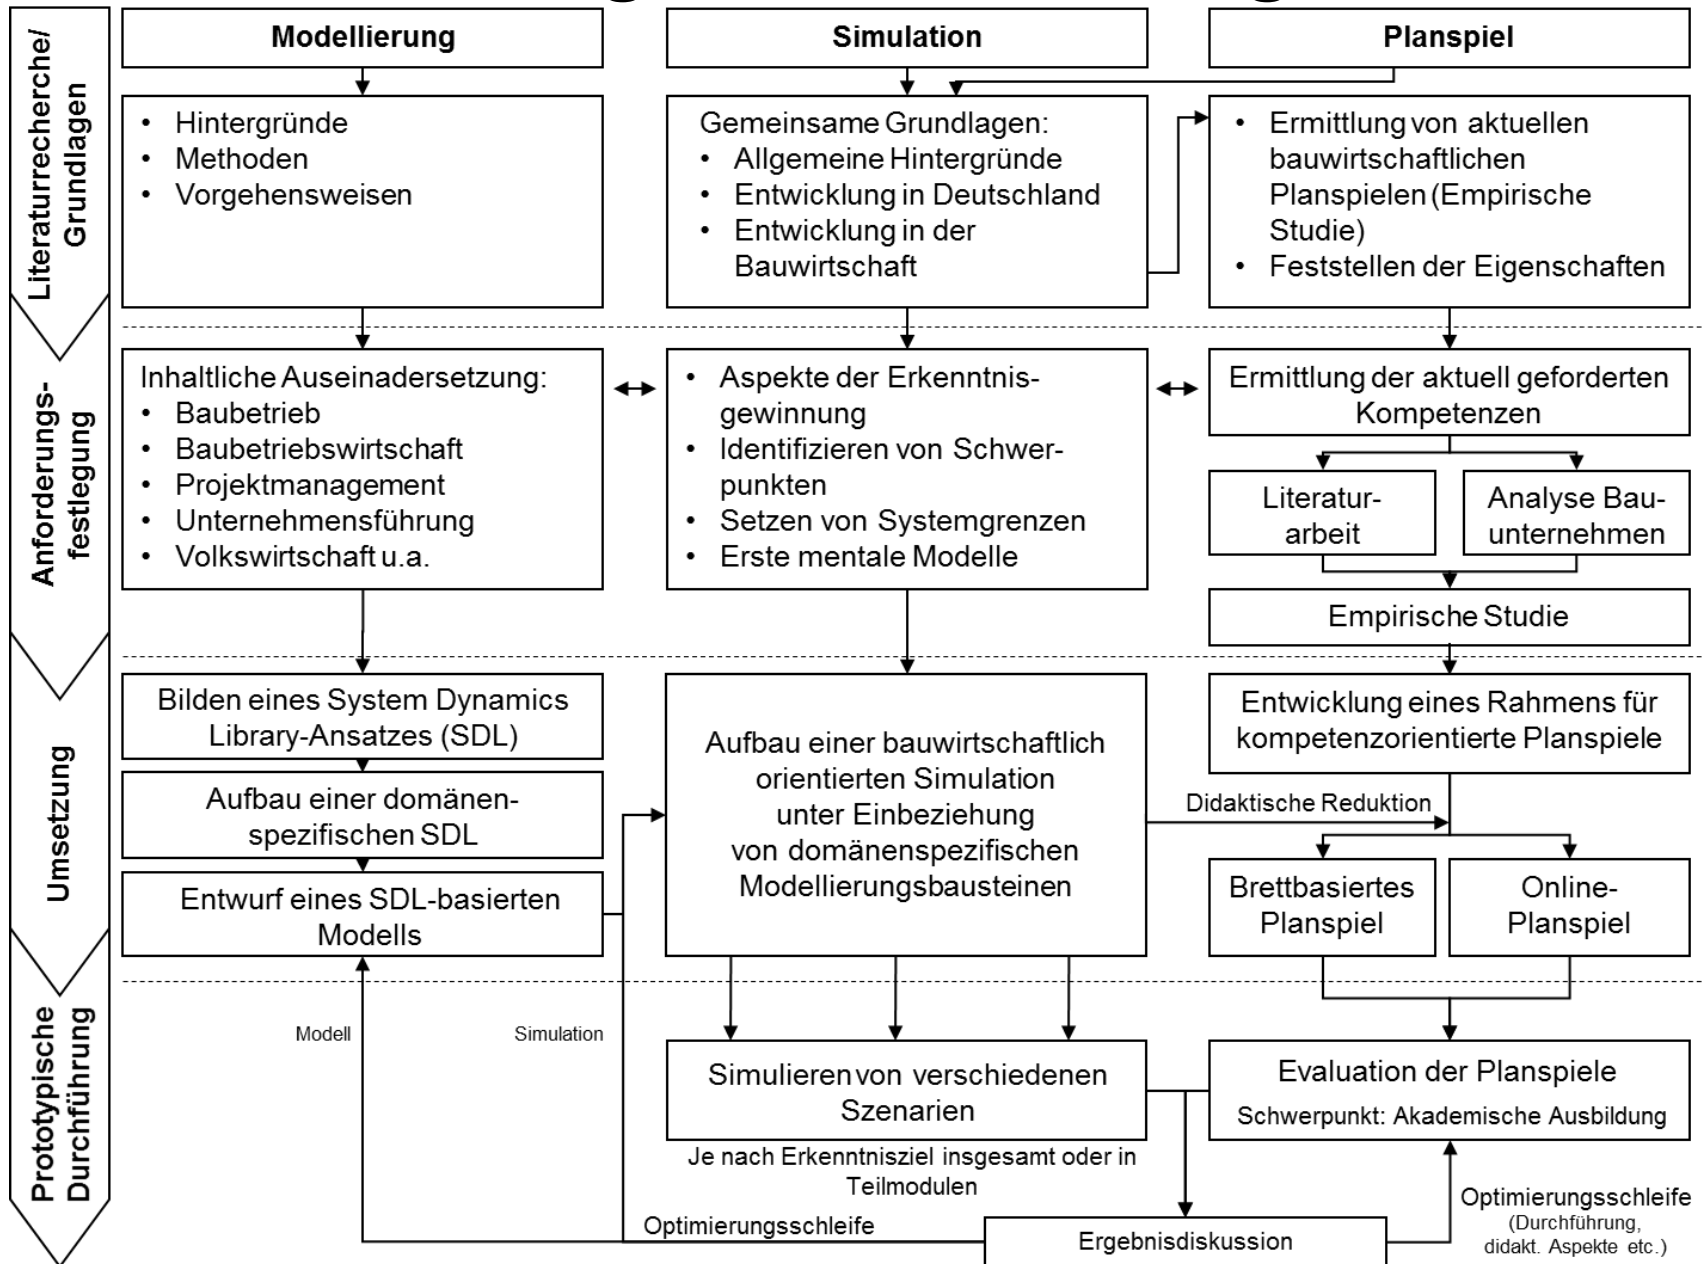 Modellierung
Simulation
Planspiel
Literaturrecherche/
Grundlagen
• Hintergründe
• Methoden
• Vorgehensweisen
Gemeinsame Grundlagen:
• Allgemeine Hintergründe
• Entwicklung in Deutschland
• Entwicklung in der
Bauwirtschaft
• Ermittlung von aktuellen
bauwirtschaftlichen
Planspielen (Empirische
Studie)
• Feststellen der Eigenschaften
Anforderungs-
festlegung
Inhaltliche Auseinadersetzung:
• Baubetrieb
• Baubetriebswirtschaft
• Projektmanagement
• Unternehmensführung
• Volkswirtschaft u.a.
• Aspekte der Erkenntnis-
gewinnung
• Identifizieren von Schwer-
punkten
• Setzen von Systemgrenzen
• Erste mentale Modelle
Ermittlung der aktuell geforderten
Kompetenzen
Literatur-
arbeit
Analyse Bau-
unternehmen
Empirische Studie
Umsetzung
Bilden eines System Dynamics
Library-Ansatzes (SDL)
Aufbau einer domänen-
spezifischen SDL
Entwurf eines SDL-basierten
Modells
Aufbau einer bauwirtschaftlich
orientierten Simulation
unter Einbeziehung
von domänenspezifischen
Modellierungsbausteinen
Entwicklung eines Rahmens für
kompetenzorientierte Planspiele
Didaktische Reduktion
Brettbasiertes
Planspiel
Online-
Planspiel
Prototypische
Durchführung
Modell
Simulation
Simulieren von verschiedenen
Szenarien
Je nach Erkenntnisziel insgesamt oder in
Teilmodulen
Evaluation der Planspiele
Schwerpunkt: Akademische Ausbildung
Optimierungsschleife
Ergebnisdiskussion
Optimierungsschleife
(Durchführung,
didakt. Aspekte etc.)